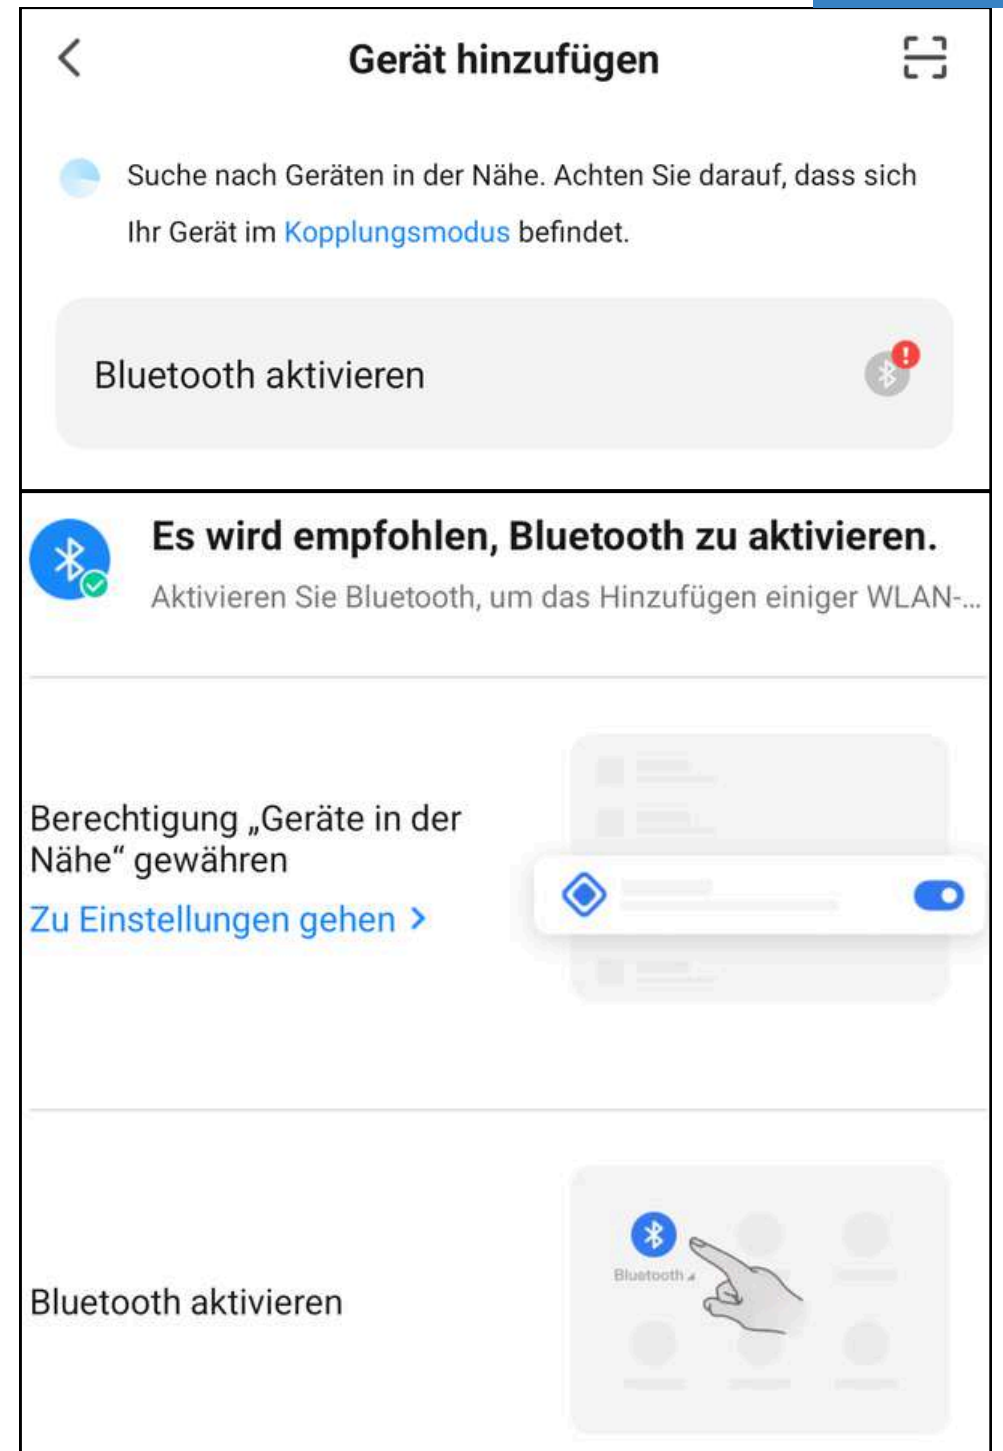 Gerät hinzufügen
Suche nach Geräten in der Nähe. Achten Sie darauf, dass sich
Ihr Gerät im Kopplungsmodus befindet.
Bluetooth aktivieren
Es wird empfohlen, Bluetooth zu aktivieren.
Aktivieren Sie Bluetooth, um das Hinzufügen einiger WLAN-...
Berechtigung „Geräte in der
Nähe“ gewähren
Zu Einstellungen gehen >
Bluetooth
Bluetooth aktivieren